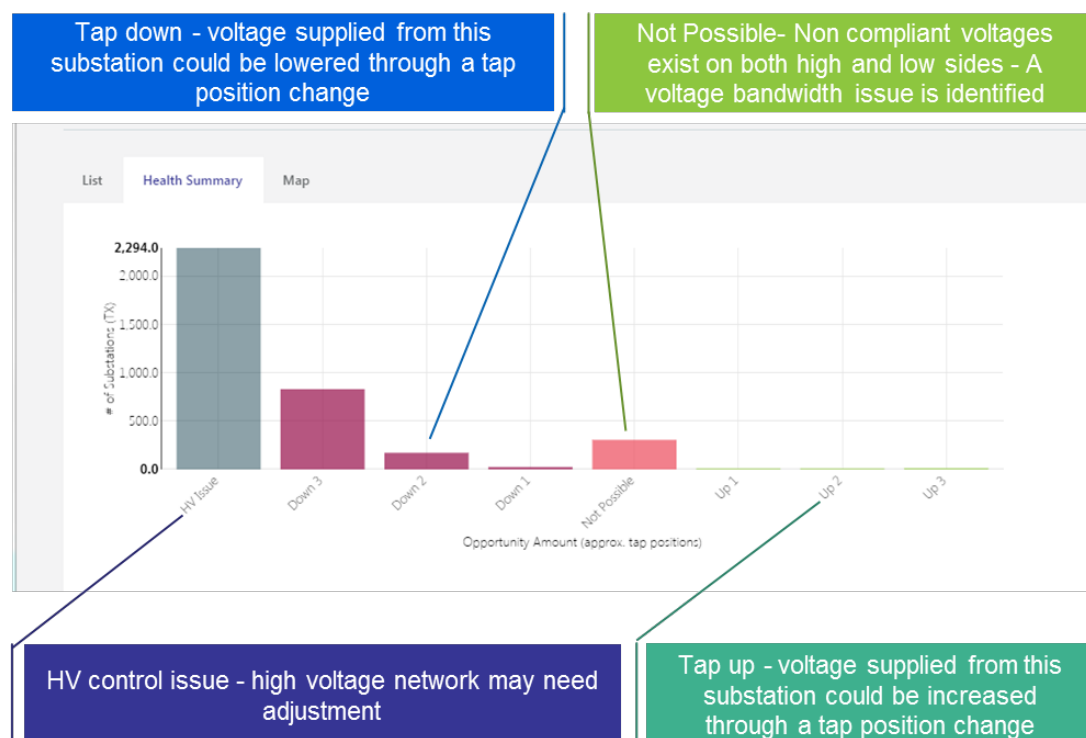 Tap down - voltage supplied from this
substation could be lowered through a tap
position change
Not Possible- Non compliant voltages
exist on both high and low sides - A
voltage bandwidth issue is identified
List
Health Summary
Map
2,294.0
2,000.0
1,500.0
1,000.0
500.0
0.0
# of Substations (TX)
HV Issue
Down 3
Down 2
Down 1
Not Possible
Up 1
Up 2
Up 3
Opportunity Amount (approx. tap positions)
HV control issue - high voltage network may need
adjustment
Tap up - voltage supplied from this
substation could be increased
through a tap position change